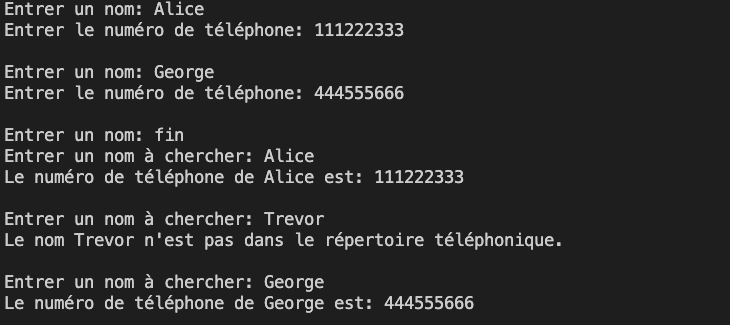 Entrer un nom: Alice
Entrer le numéro de téléphone: 111222333
Entrer un nom: George
Entrer le numéro de téléphone: 444555666
Entrer un nom: fin
Entrer un nom à chercher: Alice
Le numéro de téléphone de Alice est: 111222333
Entrer un nom à chercher: Trevor
Le nom Trevor n'est pas dans le répertoire téléphonique.
Entrer un nom à chercher: George
Le numéro de téléphone de George est: 444555666